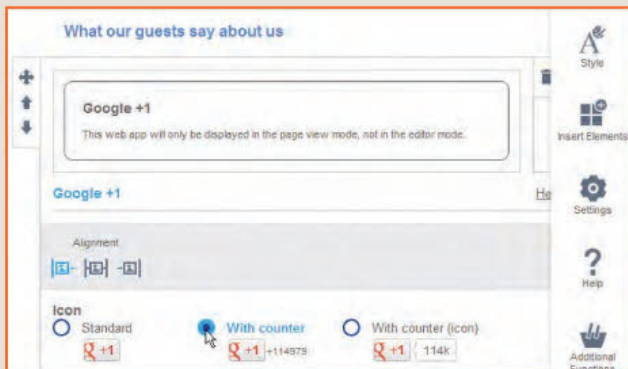 What our guests say about us
Google +1
This web app will only be displayed in the page view mode, not in the editor mode.
Google +1
He
Alignment
Icon
Standard
With counter
With counter (icon)
g +1
g +1 +114979
g +1 114k
Style
Insert Elements
Settings
?
Help
Additional
Functions